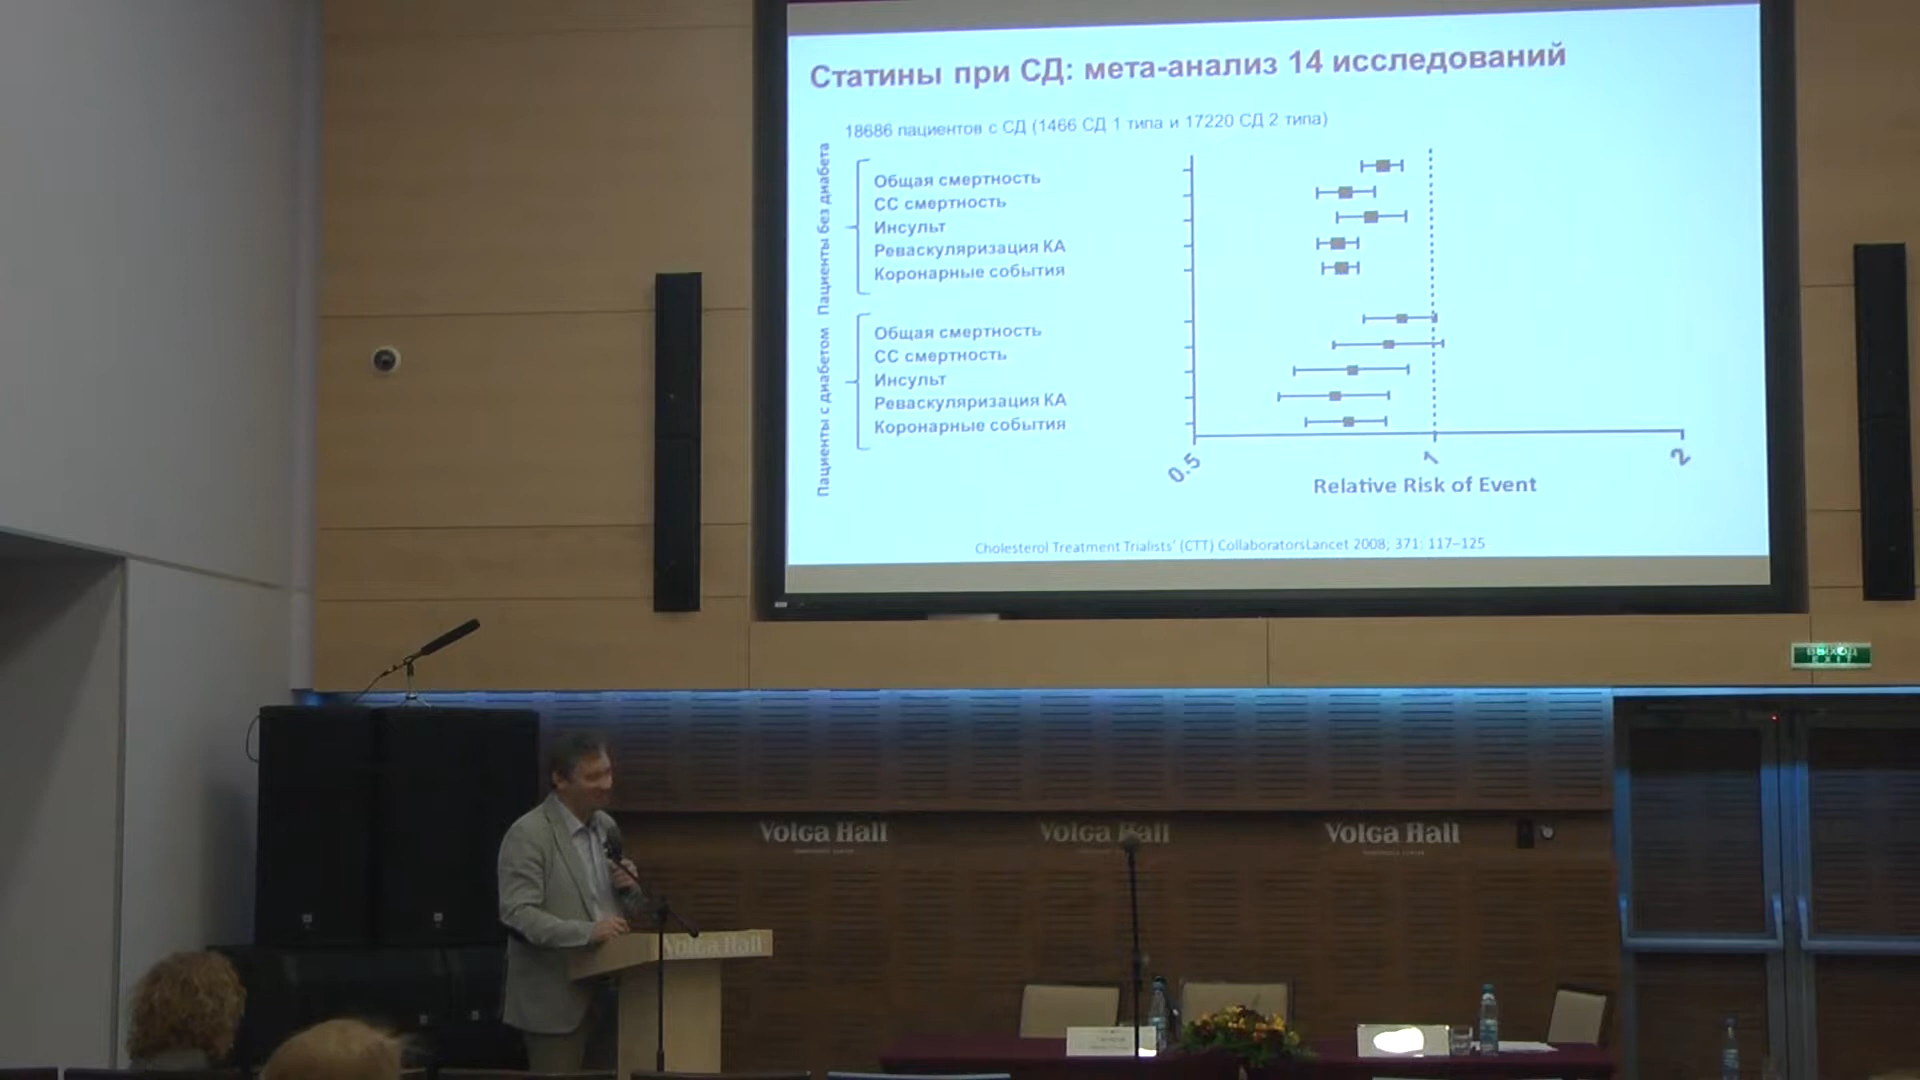 Статины при СД: мета-анализ 14 исследований
18686 пациентов с СД (1466 СД 1 типа и 17220 СД 2 типа)
Пациенты без диабета
Общая смертность
СС смертность
Инсульт
Реваскуляризация КА
Коронарные события
Пациенты с диабетом
Общая смертность
СС смертность
Инсульт
Реваскуляризация КА
Коронарные события
0.5
1
2
Relative Risk of Event
Cholesterol Treatment Trialists' (CTT) CollaboratorsLancet 2008; 371: 117–125
ВЫХОД
EXIT
Volga Hall
Volga Hall
Volga Hall
Volga Hall